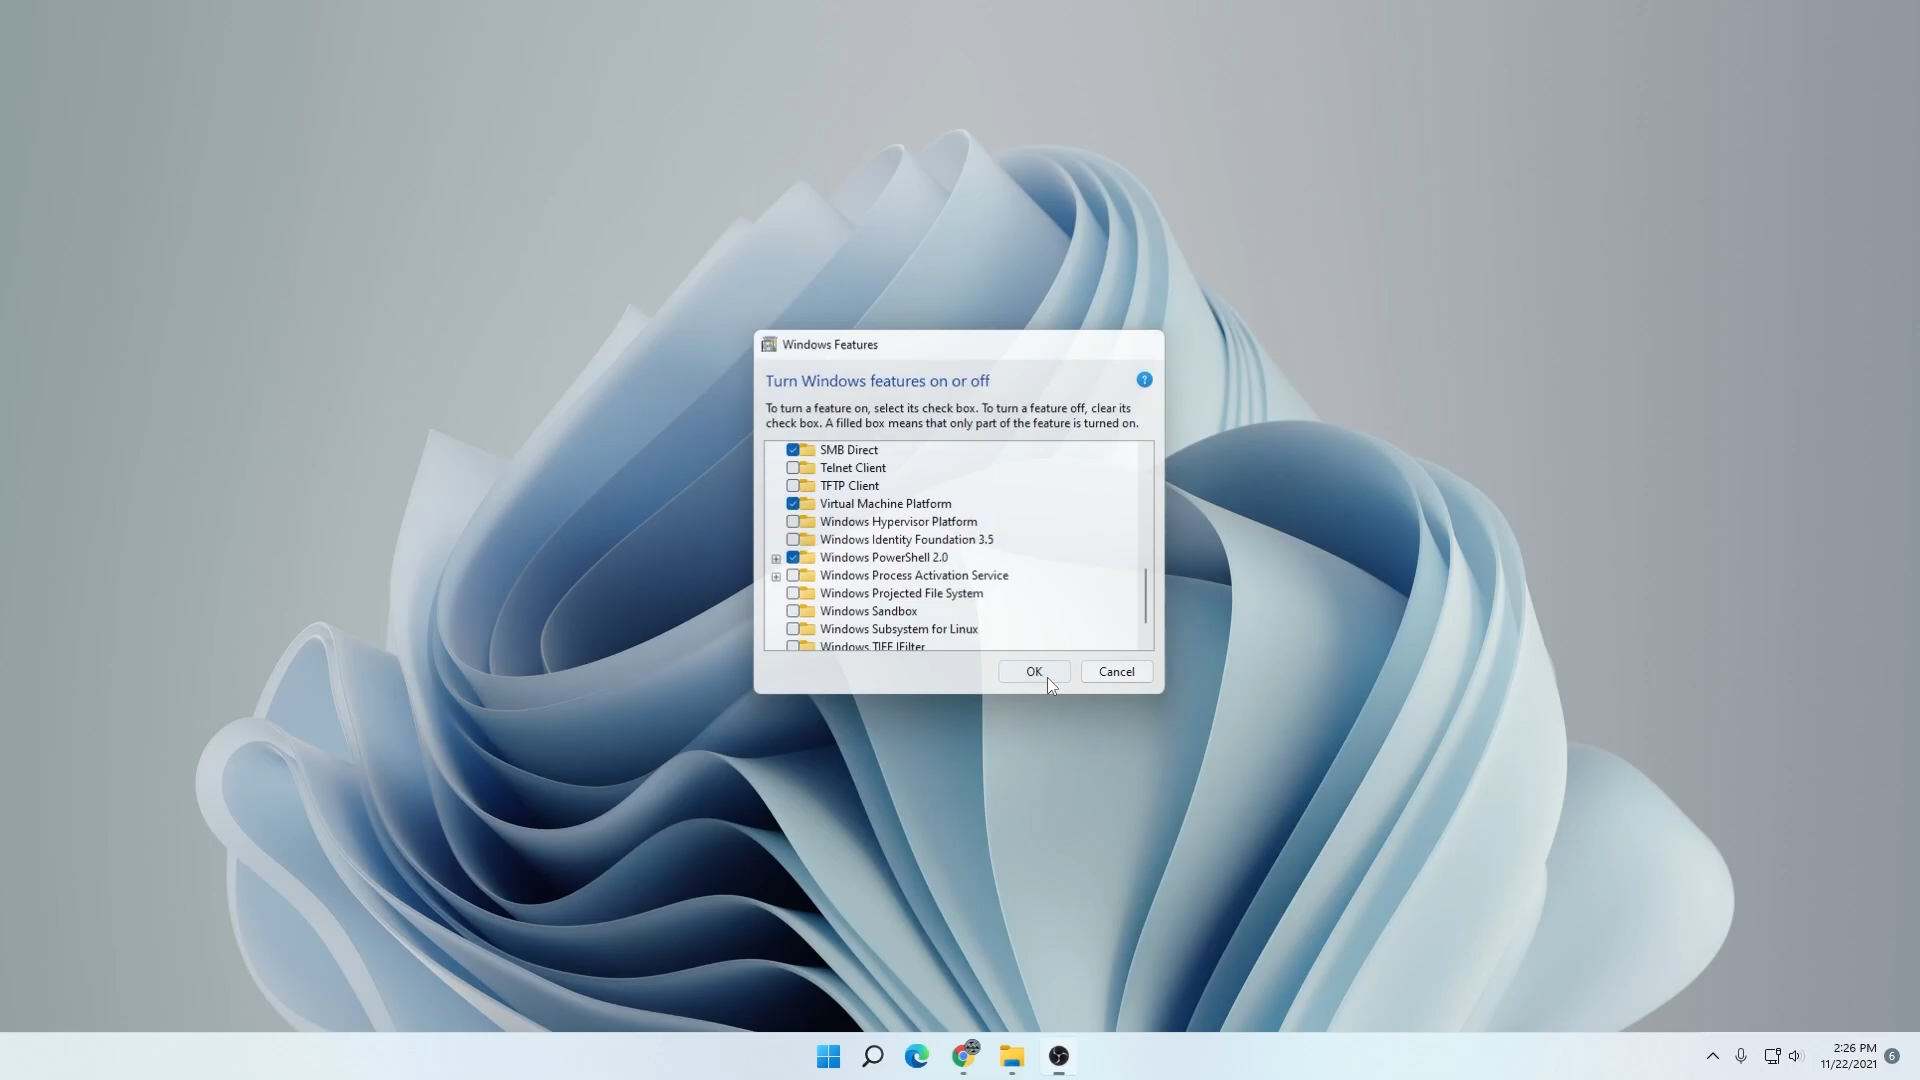 Windows Features
Turn Windows features on or off
?
To turn a feature on, select its check box. To turn a feature off, clear its
check box. A filled box means that only part of the feature is turned on.
SMB Direct
Telnet Client
TFTP Client
Virtual Machine Platform
Windows Hypervisor Platform
Windows Identity Foundation 3.5
Windows PowerShell 2.0
Windows Process Activation Service
Windows Projected File System
Windows Sandbox
Windows Subsystem for Linux
Windows TIFF IFilter
OK
Cancel
2:26 PM
11/22/2021
6